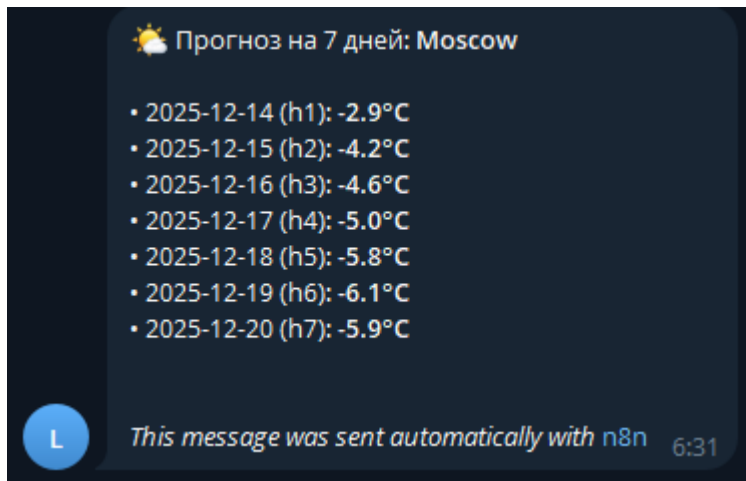 🌤 Прогноз на 7 дней: Moscow
• 2025-12-14 (h1): -2.9°C
• 2025-12-15 (h2): -4.2°C
• 2025-12-16 (h3): -4.6°C
• 2025-12-17 (h4): -5.0°C
• 2025-12-18 (h5): -5.8°C
• 2025-12-19 (h6): -6.1°C
• 2025-12-20 (h7): -5.9°C
This message was sent automatically with n8n
6:31
L